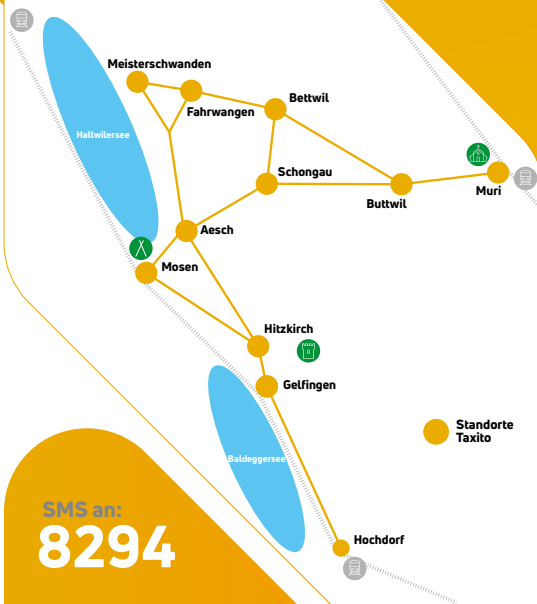 Meisterschwanden
Fahrwangen
Bettwil
Hallwilersee
Schongau
Muri
Buttwil
Aesch
Mosen
Hitzkirch
Gelfingen
Standorte
Taxito
Baldeggersee
SMS an:
8294
Hochdorf